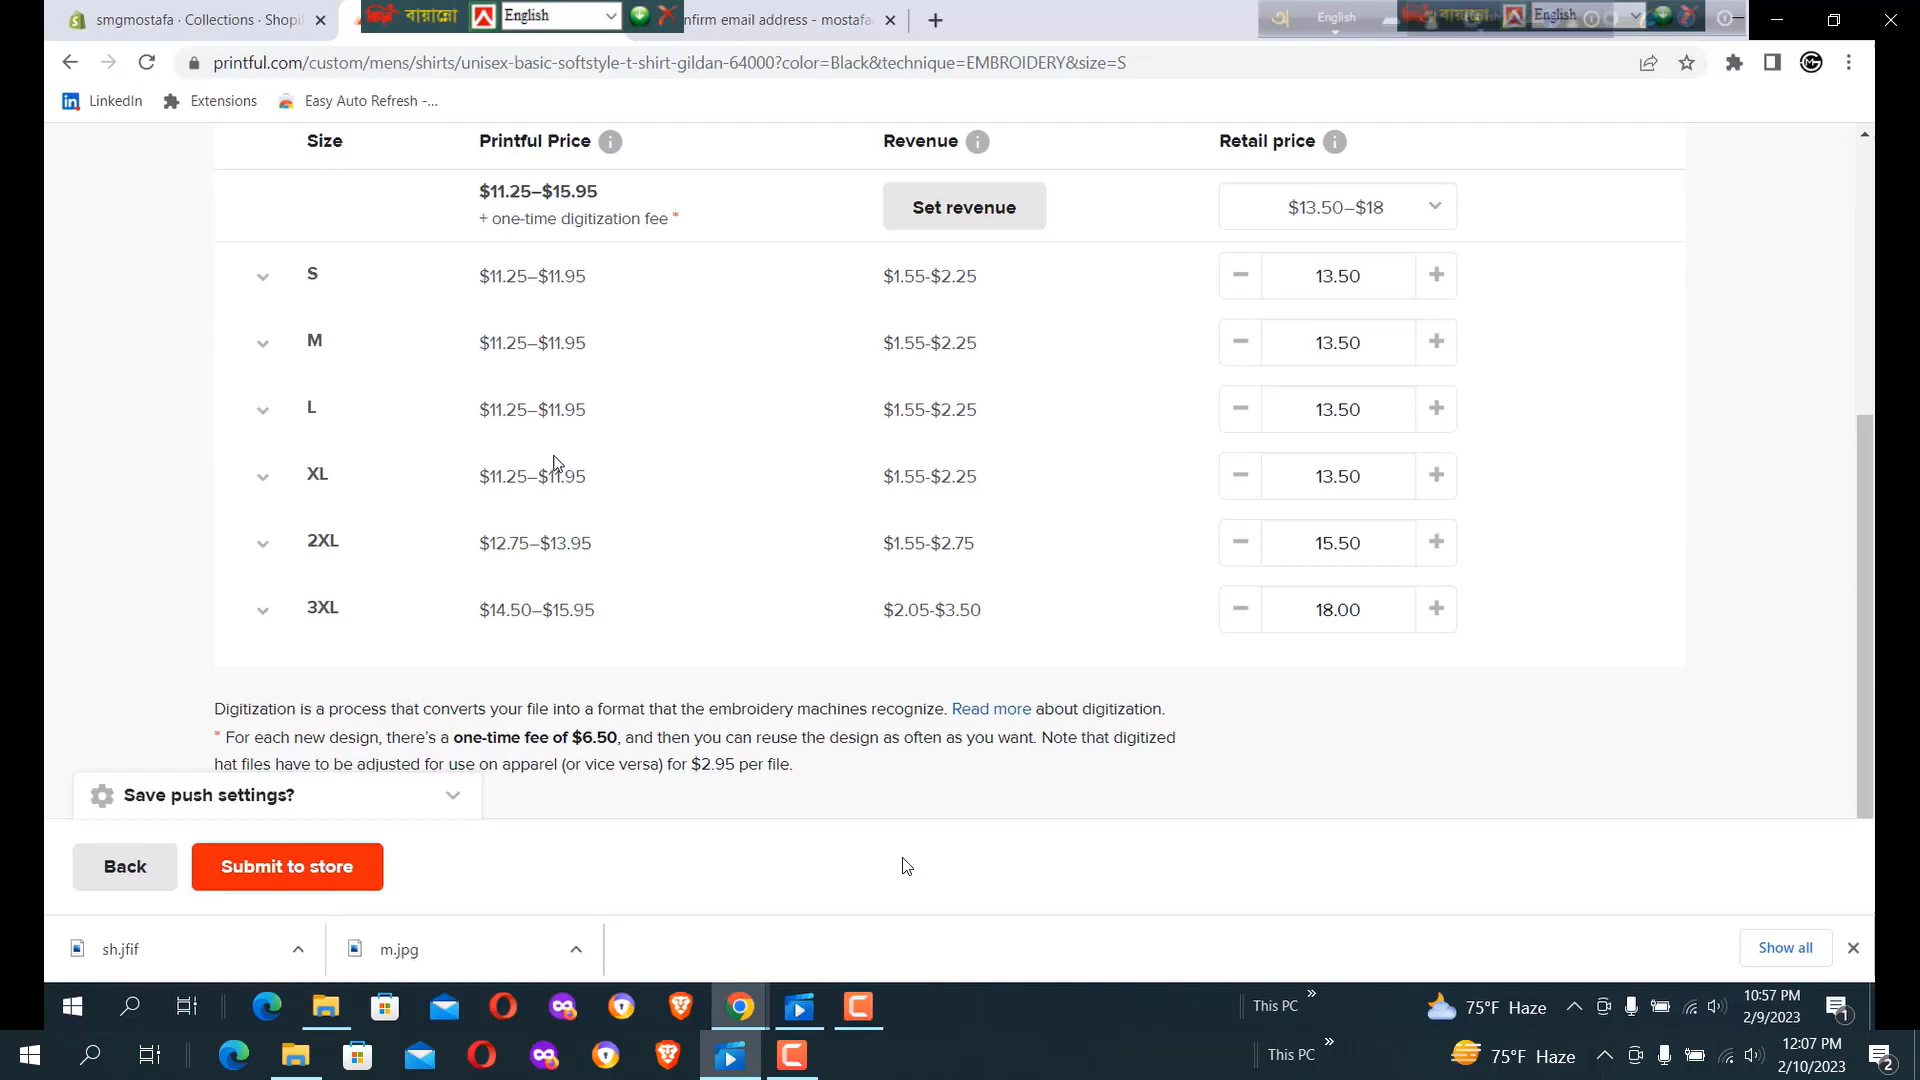 smgmostafa · Collections · Shopi
বায়ান্নো
English
nfirm email address - mostafa
English
English
printful.com/custom/mens/shirts/unisex-basic-softstyle-t-shirt-gildan-64000?color=Black&technique=EMBROIDERY&size=S
LinkedIn
Extensions
Easy Auto Refresh -...
Size
Printful Price
Revenue
Retail price
$11.25–$15.95
+ one-time digitization fee *
Set revenue
$13.50–$18
S $11.25–$11.95 $1.55-$2.25 13.50
M $11.25–$11.95 $1.55-$2.25 13.50
L $11.25–$11.95 $1.55-$2.25 13.50
XL $11.25–$11.95 $1.55-$2.25 13.50
2XL $12.75–$13.95 $1.55-$2.75 15.50
3XL $14.50–$15.95 $2.05-$3.50 18.00
Digitization is a process that converts your file into a format that the embroidery machines recognize. Read more about digitization.
* For each new design, there's a one-time fee of $6.50, and then you can reuse the design as often as you want. Note that digitized
hat files have to be adjusted for use on apparel (or vice versa) for $2.95 per file.
Save push settings?
Back
Submit to store
sh.jfif
m.jpg
Show all
This PC
75°F Haze
10:57 PM
2/9/2023
1
This PC
75°F Haze
12:07 PM
2/10/2023
2